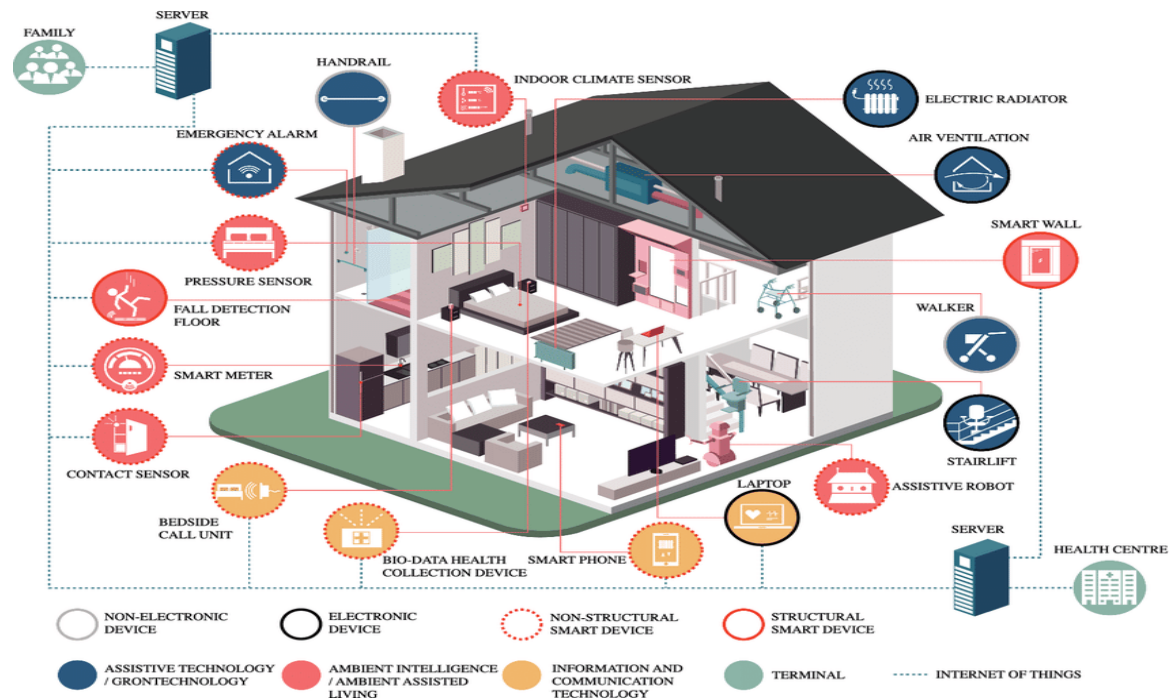 SERVER
FAMILY
HANDRAIL
INDOOR CLIMATE SENSOR
ELECTRIC RADIATOR
EMERGENCY ALARM
AIR VENTILATION
SMART WALL
PRESSURE SENSOR
FALL DETECTION
FLOOR
WALKER
SMART METER
CONTACT SENSOR
STAIRLIFT
LAPTOP
ASSISTIVE ROBOT
BEDSIDE
CALL UNIT
BIO-DATA HEALTH
COLLECTION DEVICE
SMART PHONE
SERVER
HEALTH CENTRE
NON-ELECTRONIC
DEVICE
ELECTRONIC
DEVICE
NON-STRUCTURAL
SMART DEVICE
STRUCTURAL
SMART DEVICE
ASSISTIVE TECHNOLOGY
/ GRONTECHNOLOGY
AMBIENT INTELLIGENCE
/ AMBIENT ASSISTED
LIVING
INFORMATION AND
COMMUNICATION
TECHNOLOGY
TERMINAL
INTERNET OF THINGS